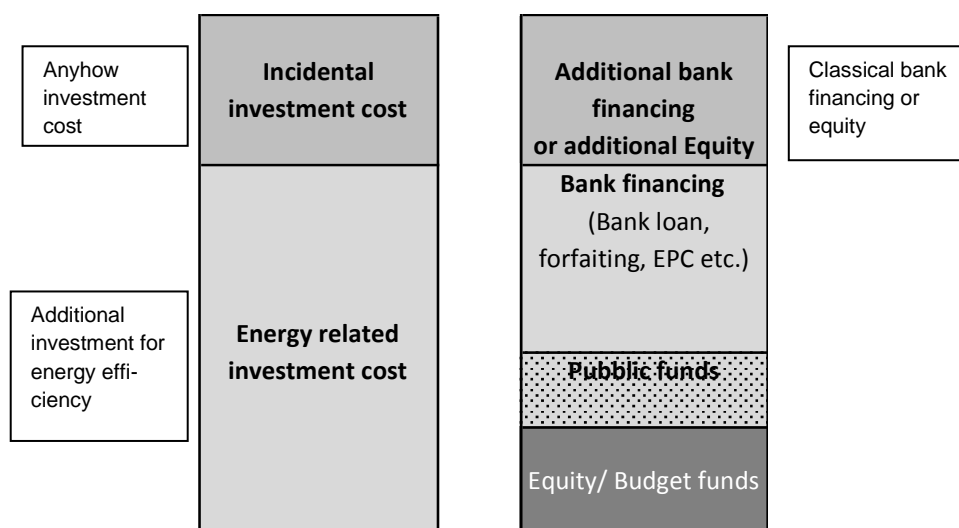 Anyhow
investment
cost
Incidental
investment cost
Additional bank
financing
or additional Equity
Classical bank
financing or
equity
Bank financing
(Bank loan,
forfaiting, EPC etc.)
Additional
investment for
energy effi-
ciency
Energy related
investment cost
Pubblic funds
Equity/ Budget funds